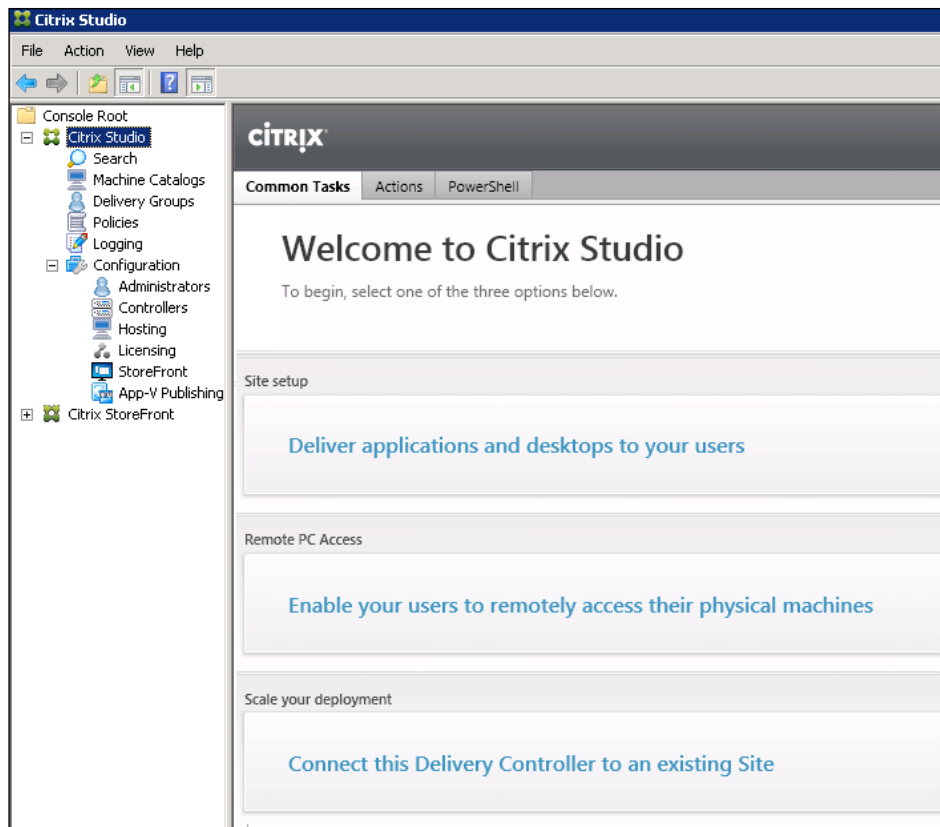 Citrix Studio
File Action View Help
Console Root
Citrix Studio
Search
Machine Catalogs
Delivery Groups
Policies
Logging
Configuration
Administrators
Controllers
Hosting
Licensing
StoreFront
App-V Publishing
Citrix StoreFront
CITRIX
Common Tasks Actions PowerShell
Welcome to Citrix Studio
To begin, select one of the three options below.
Site setup
Deliver applications and desktops to your users
Remote PC Access
Enable your users to remotely access their physical machines
Scale your deployment
Connect this Delivery Controller to an existing Site